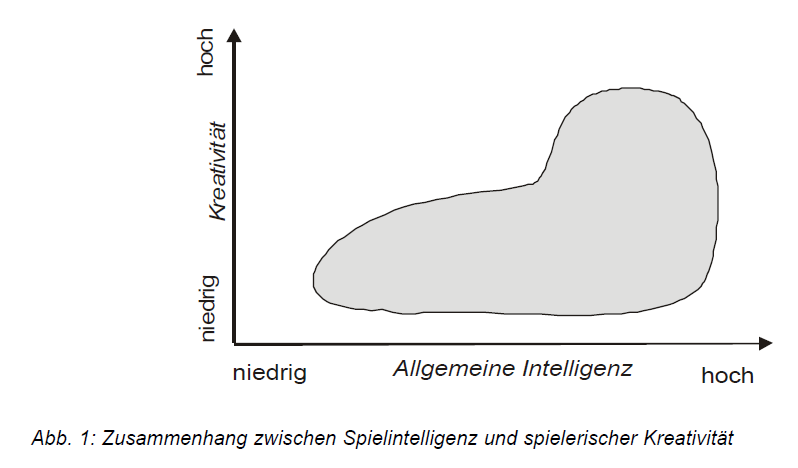 hoch
Kreativität
niedrig
niedrig
Allgemeine Intelligenz
hoch
Abb. 1: Zusammenhang zwischen Spielintelligenz und spielerischer Kreativität